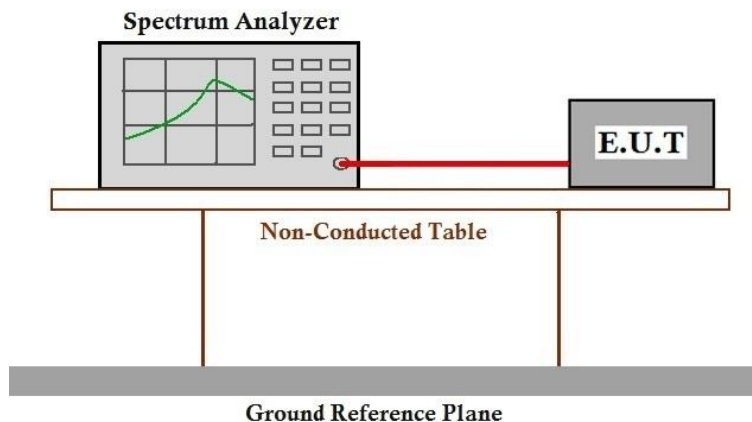 Spectrum Analyzer
E.U.T
Non-Conducted Table
Ground Reference Plane